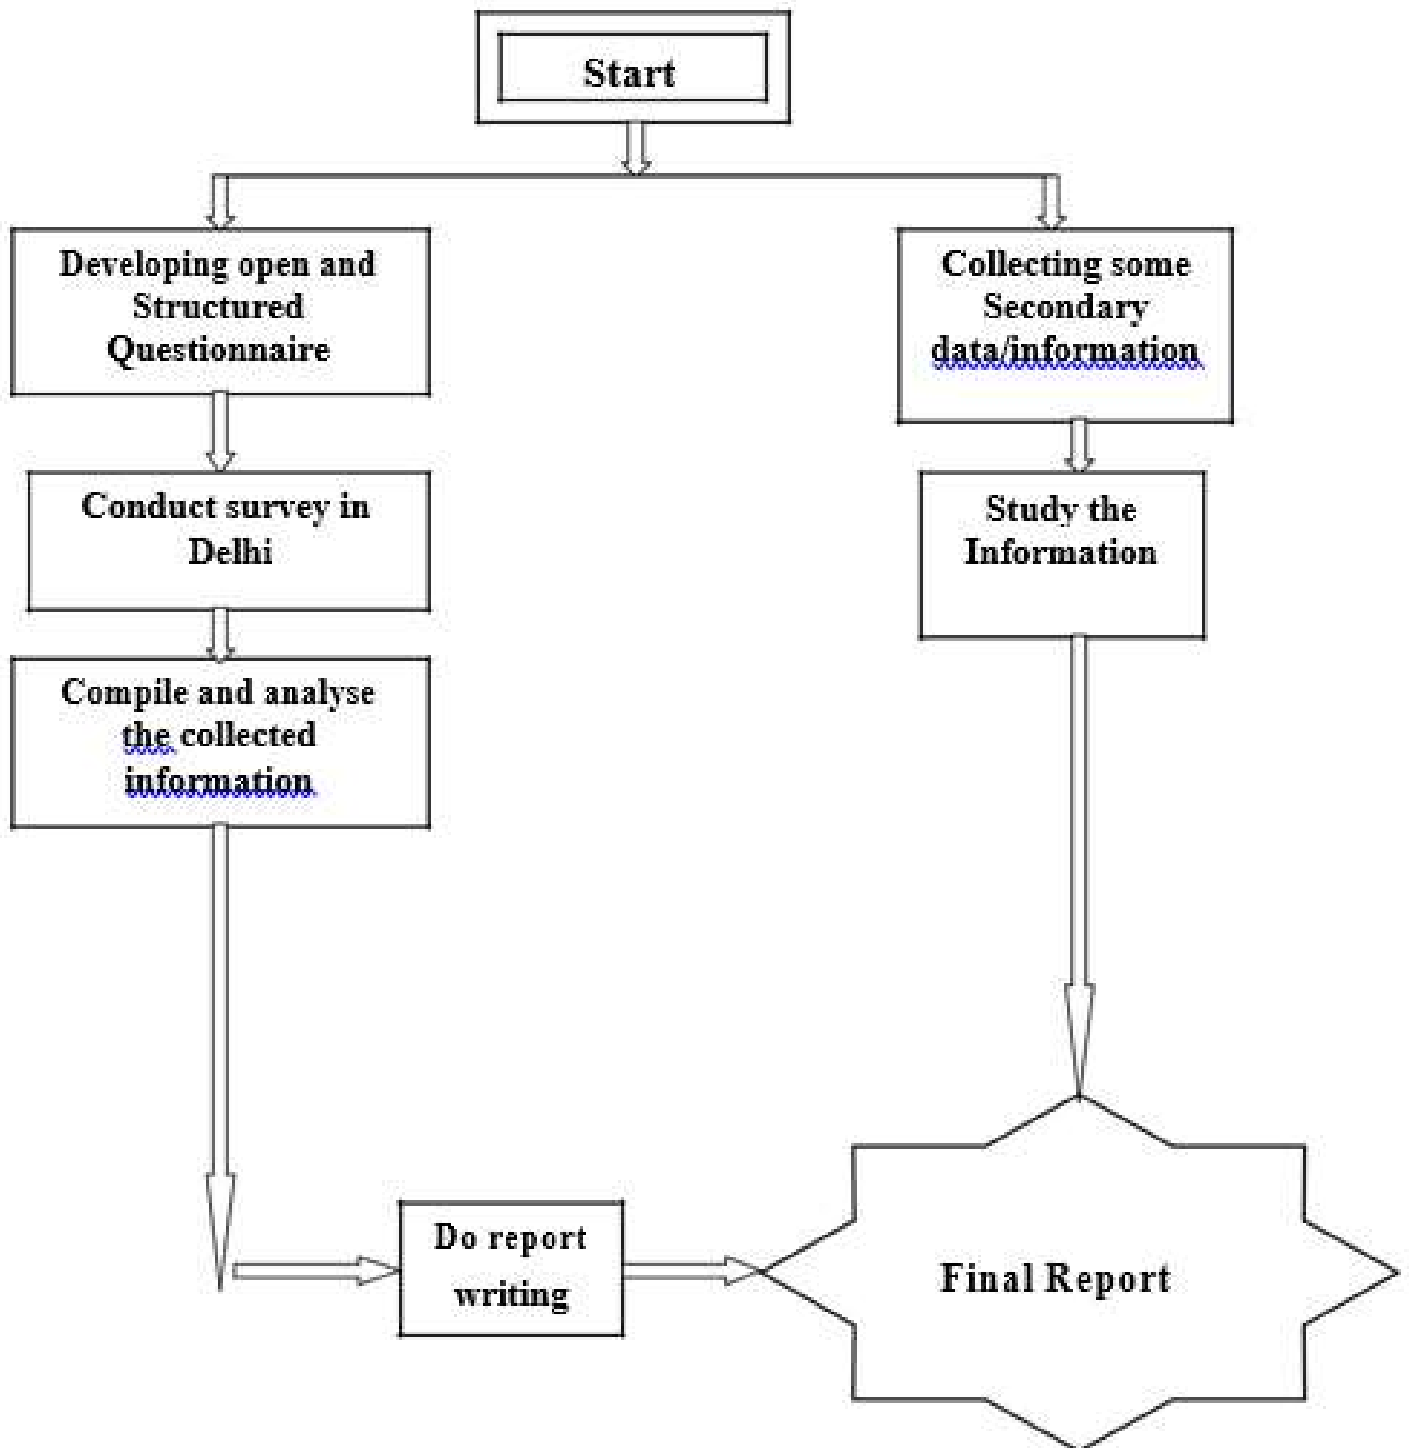 Start
Developing open and
Structured
Questionnaire
Collecting some
Secondary
data/information
Conduct survey in
Delhi
Study the
Information
Compile and analyse
the collected
information
Do report
writing
Final Report